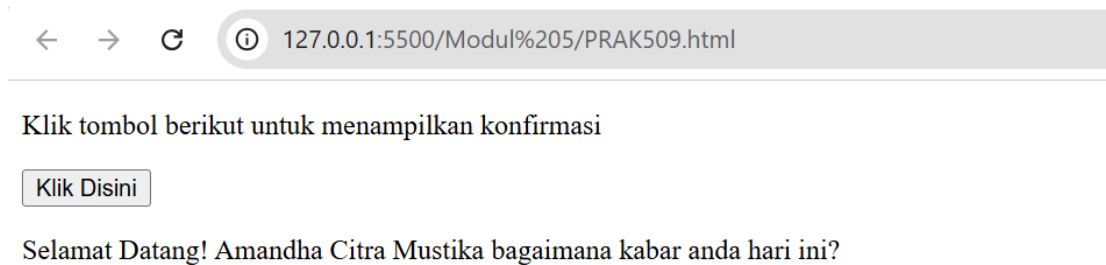 127.0.0.1:5500/Modul%205/PRAK509.html
Klik tombol berikut untuk menampilkan konfirmasi
Klik Disini
Selamat Datang! Amandha Citra Mustika bagaimana kabar anda hari ini?